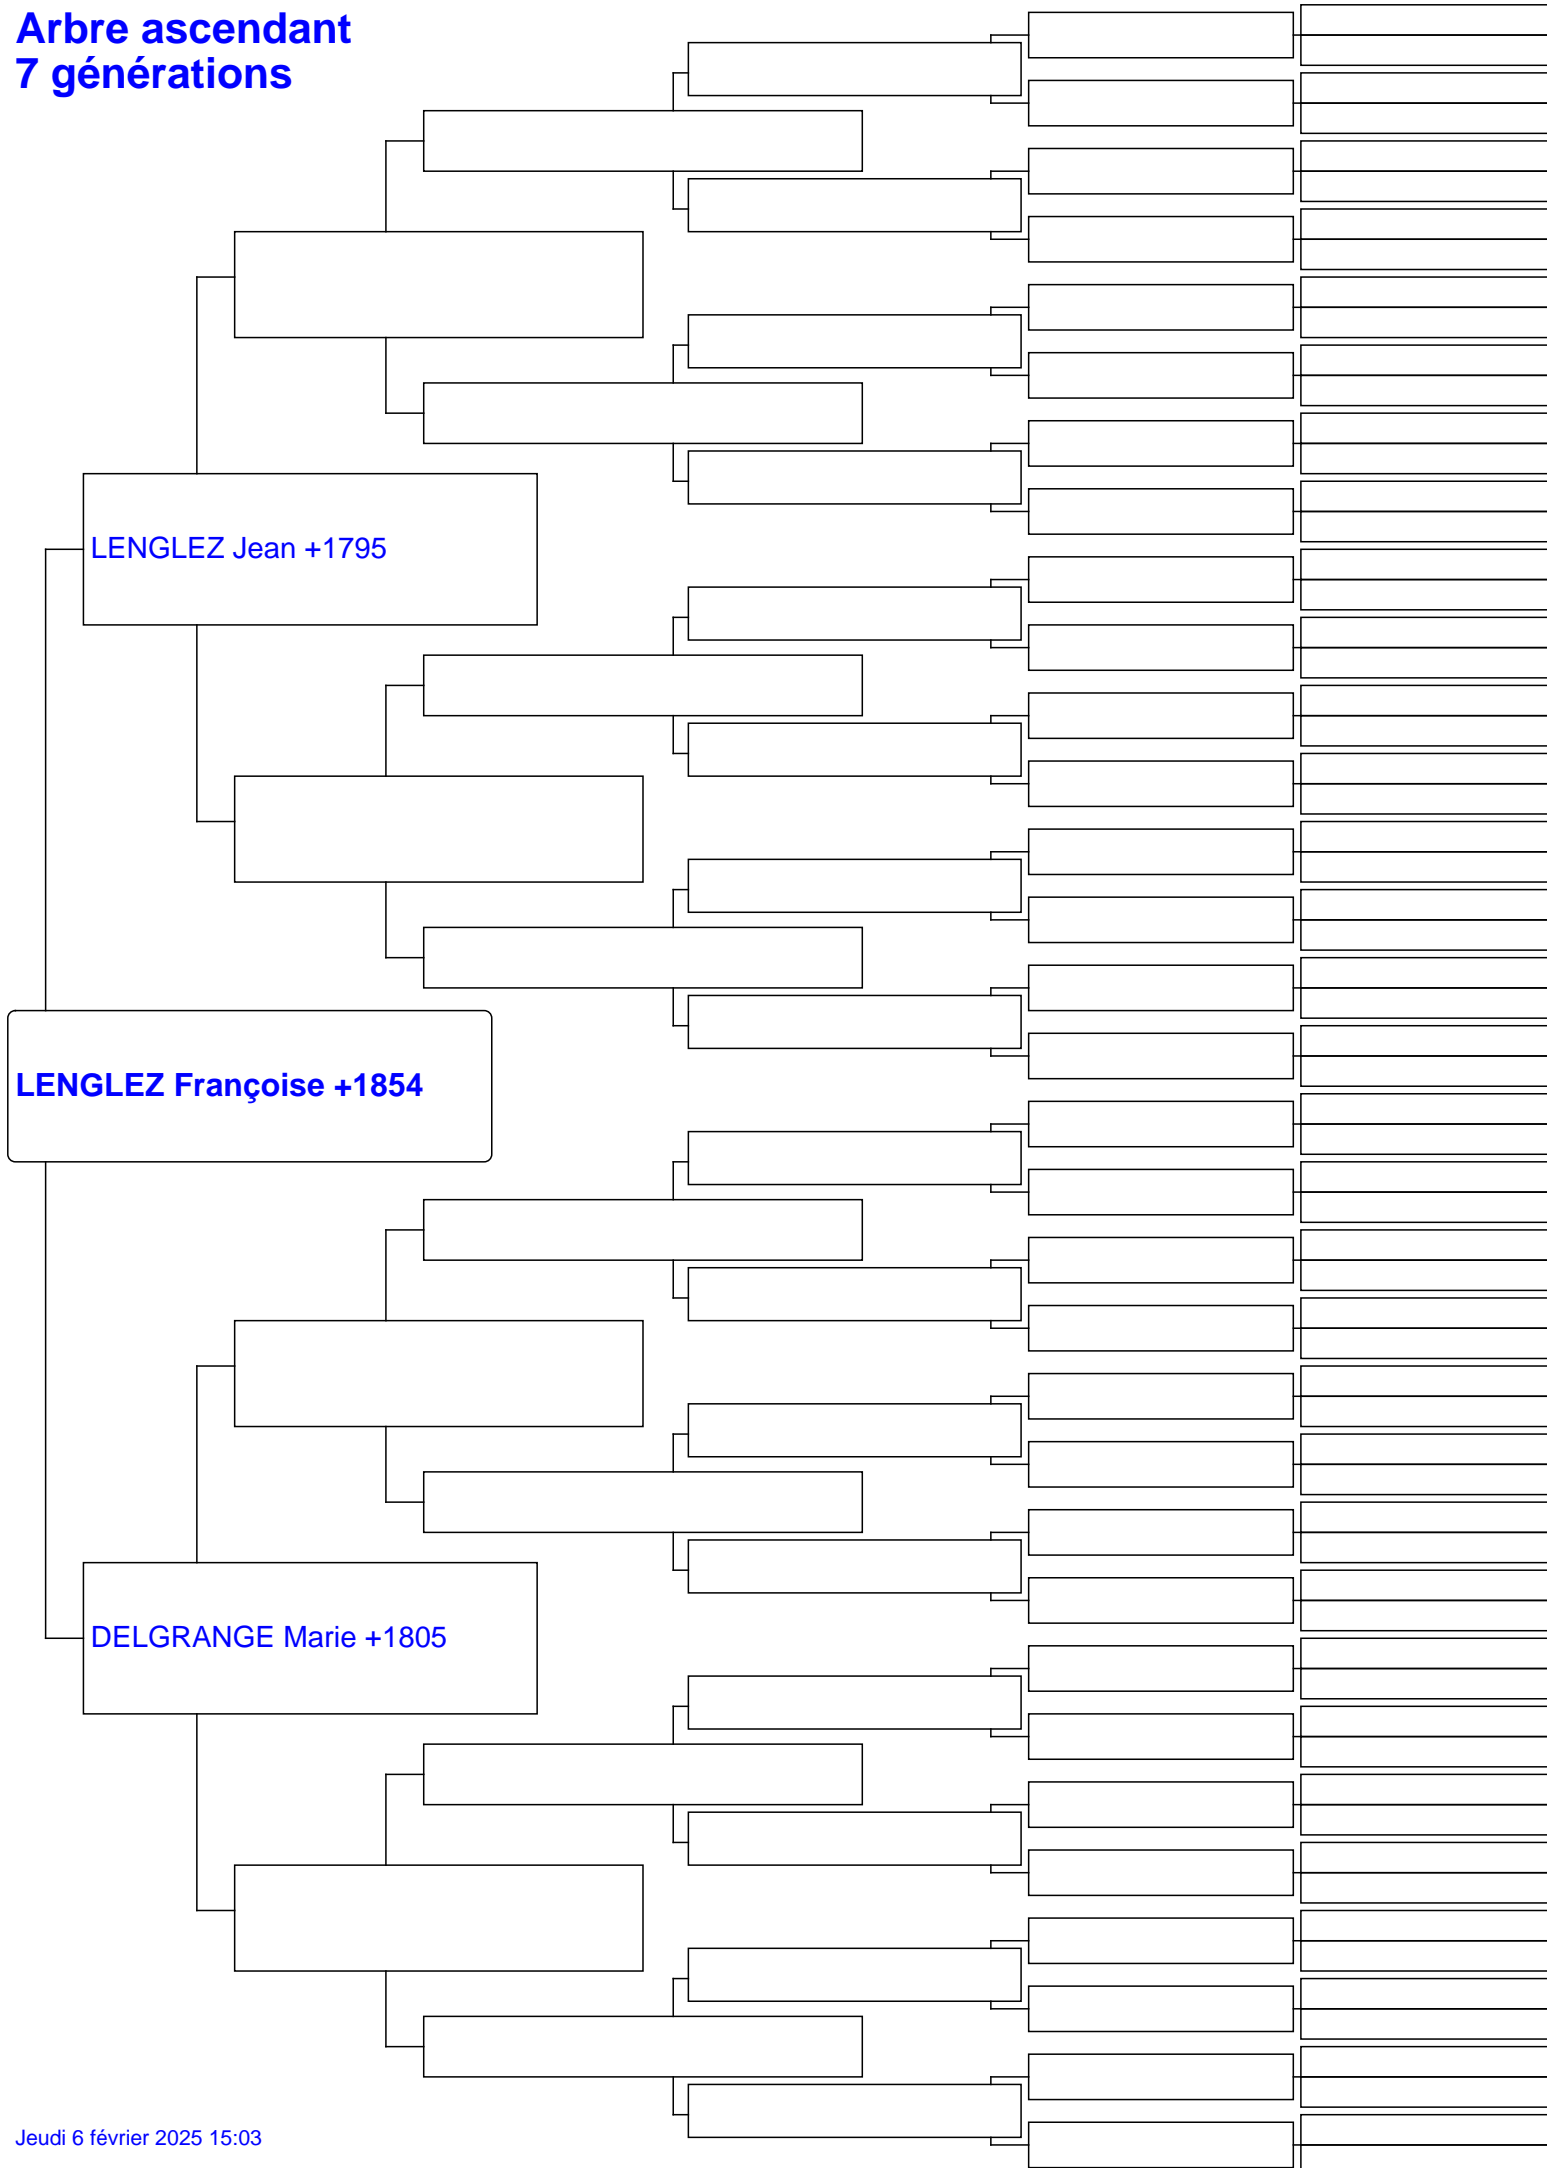 Arbre ascendant
7 générations
LENGLEZ Jean +1795
LENGLEZ Françoise +1854
DELGRANGE Marie +1805
Jeudi 6 février 2025 15:03